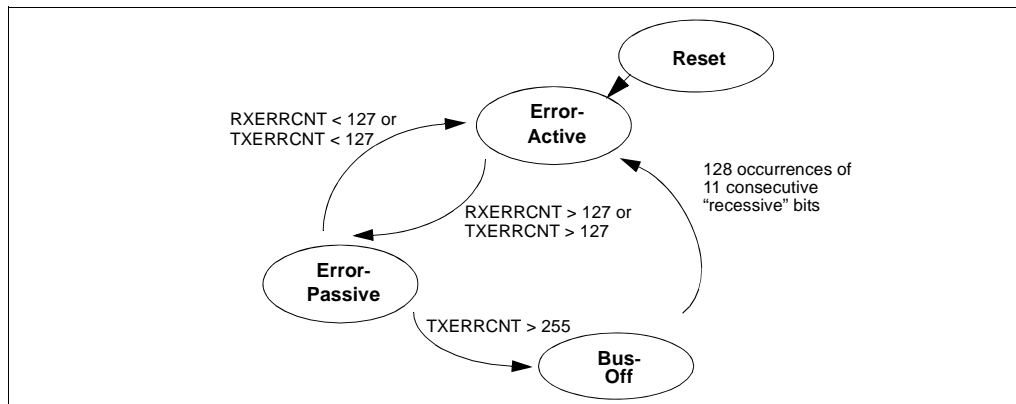 Reset
Error-
Active
RXERRCNT < 127 or
TXERRCNT < 127
128 occurrences of
11 consecutive
“recessive” bits
RXERRCNT > 127 or
TXERRCNT > 127
Error-
Passive
TXERRCNT > 255
Bus-
Off